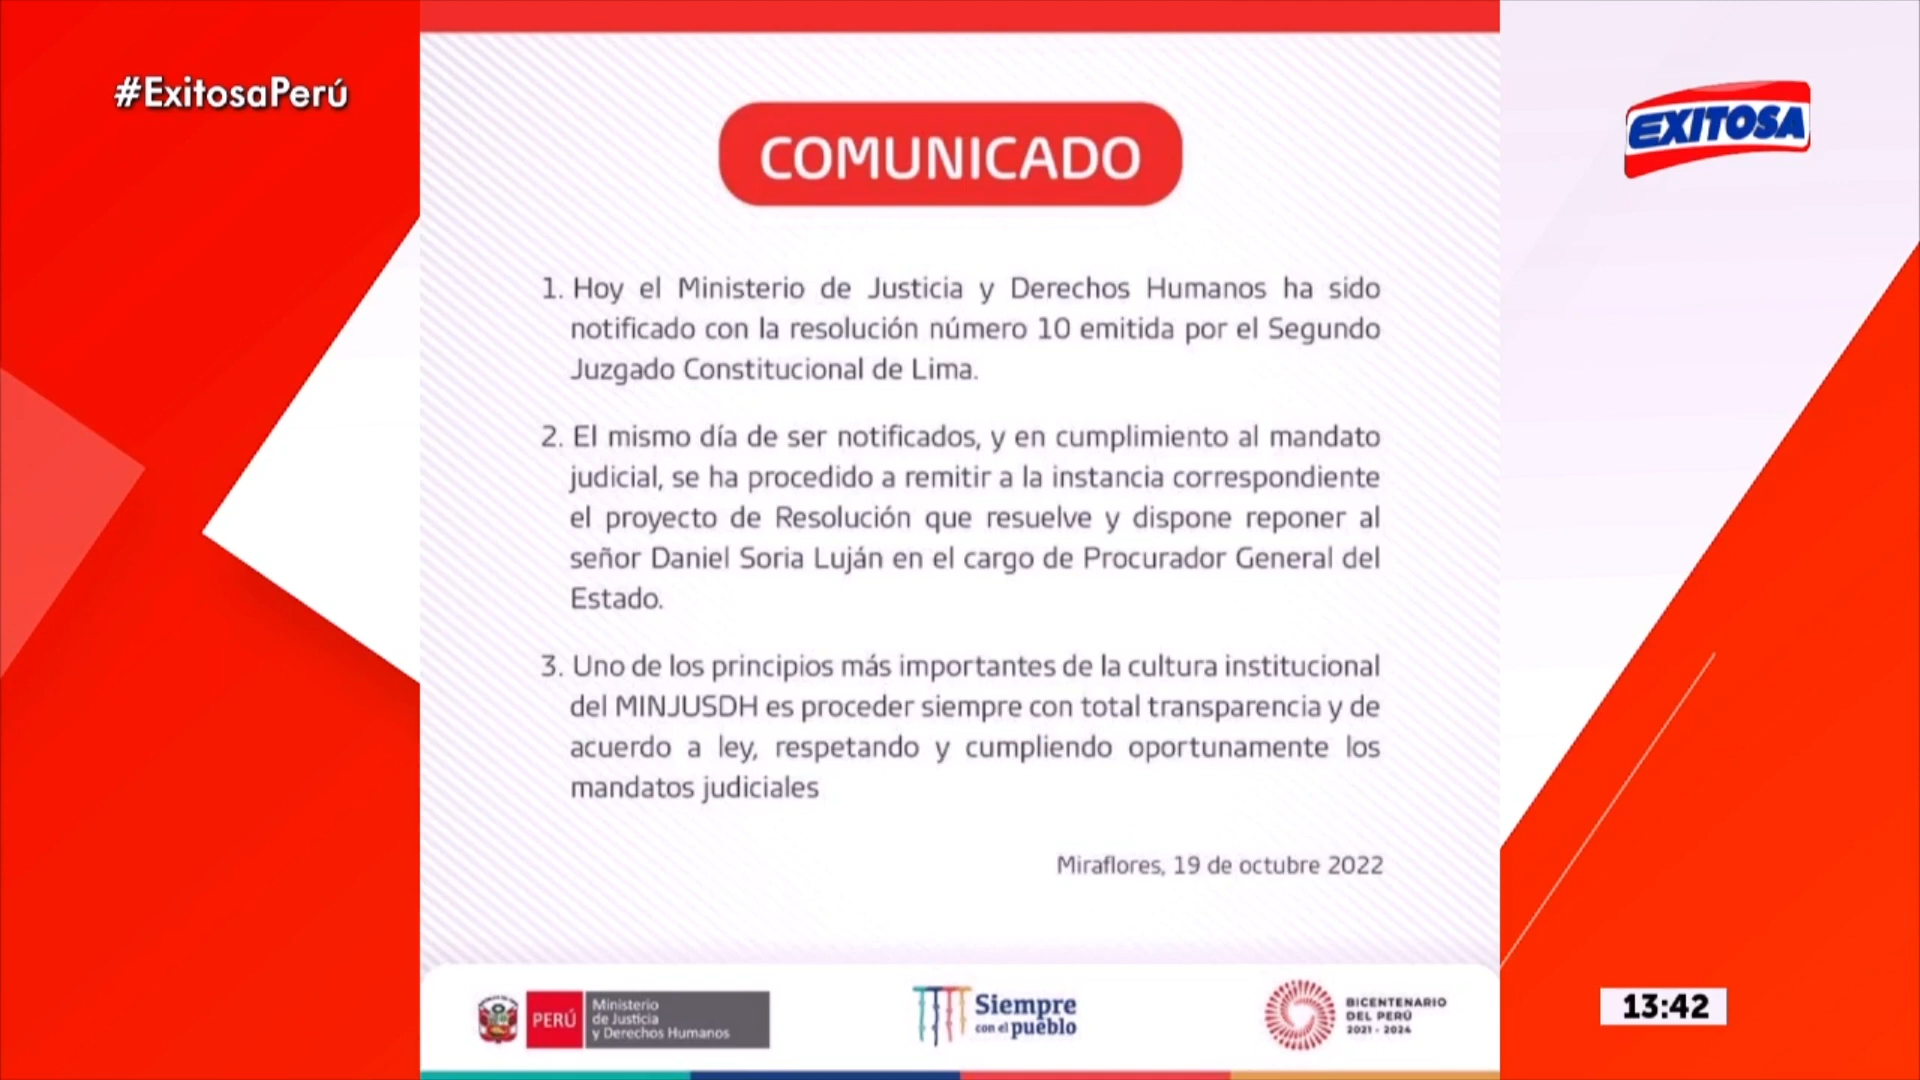 #ExitosaPerú
EXITOSA
COMUNICADO
1. Hoy el Ministerio de Justicia y Derechos Humanos ha sido
notificado con la resolución número 10 emitida por el Segundo
Juzgado Constitucional de Lima.
2. El mismo día de ser notificados, y en cumplimiento al mandato
judicial, se ha procedido a remitir a la instancia correspondiente
el proyecto de Resolución que resuelve y dispone reponer al
señor Daniel Soria Luján en el cargo de Procurador General del
Estado.
3. Uno de los principios más importantes de la cultura institucional
del MINJUSDH es proceder siempre con total transparencia y de
acuerdo a ley, respetando y cumpliendo oportunamente los
mandatos judiciales
Miraflores, 19 de octubre 2022
PERÚ
Ministerio
de Justicia
y Derechos Humanos
Siempre
con el pueblo
BICENTENARIO
DEL PERÚ
2021 - 2024
13:42